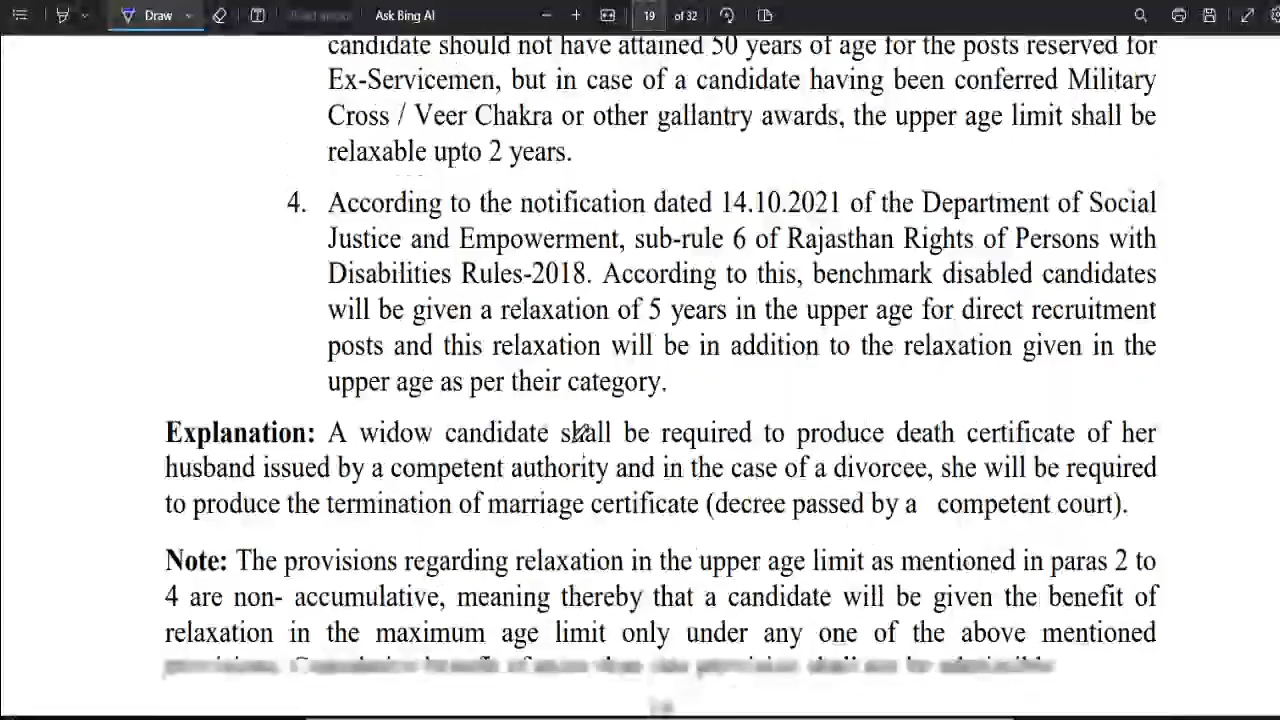 Draw
Ask Bing AI
19 of 32
candidate should not have attained 50 years of age for the posts reserved for
Ex-Servicemen, but in case of a candidate having been conferred Military
Cross / Veer Chakra or other gallantry awards, the upper age limit shall be
relaxable upto 2 years.
4. According to the notification dated 14.10.2021 of the Department of Social
Justice and Empowerment, sub-rule 6 of Rajasthan Rights of Persons with
Disabilities Rules-2018. According to this, benchmark disabled candidates
will be given a relaxation of 5 years in the upper age for direct recruitment
posts and this relaxation will be in addition to the relaxation given in the
upper age as per their category.
Explanation: A widow candidate shall be required to produce death certificate of her
husband issued by a competent authority and in the case of a divorcee, she will be required
to produce the termination of marriage certificate (decree passed by a competent court).
Note: The provisions regarding relaxation in the upper age limit as mentioned in paras 2 to
4 are non- accumulative, meaning thereby that a candidate will be given the benefit of
relaxation in the maximum age limit only under any one of the above mentioned